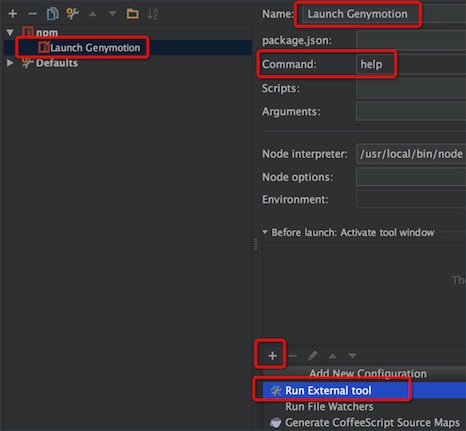 npm
Launch Genymotion
Defaults
Name: Launch Genymotion
package.json:
Command: help
Scripts:
Arguments:
Node interpreter: /usr/local/bin/node
Node options:
Environment:
Before launch: Activate tool window
The
Add New Configuration
Run External tool
Run File Watchers
Generate CoffeeScript Source Maps